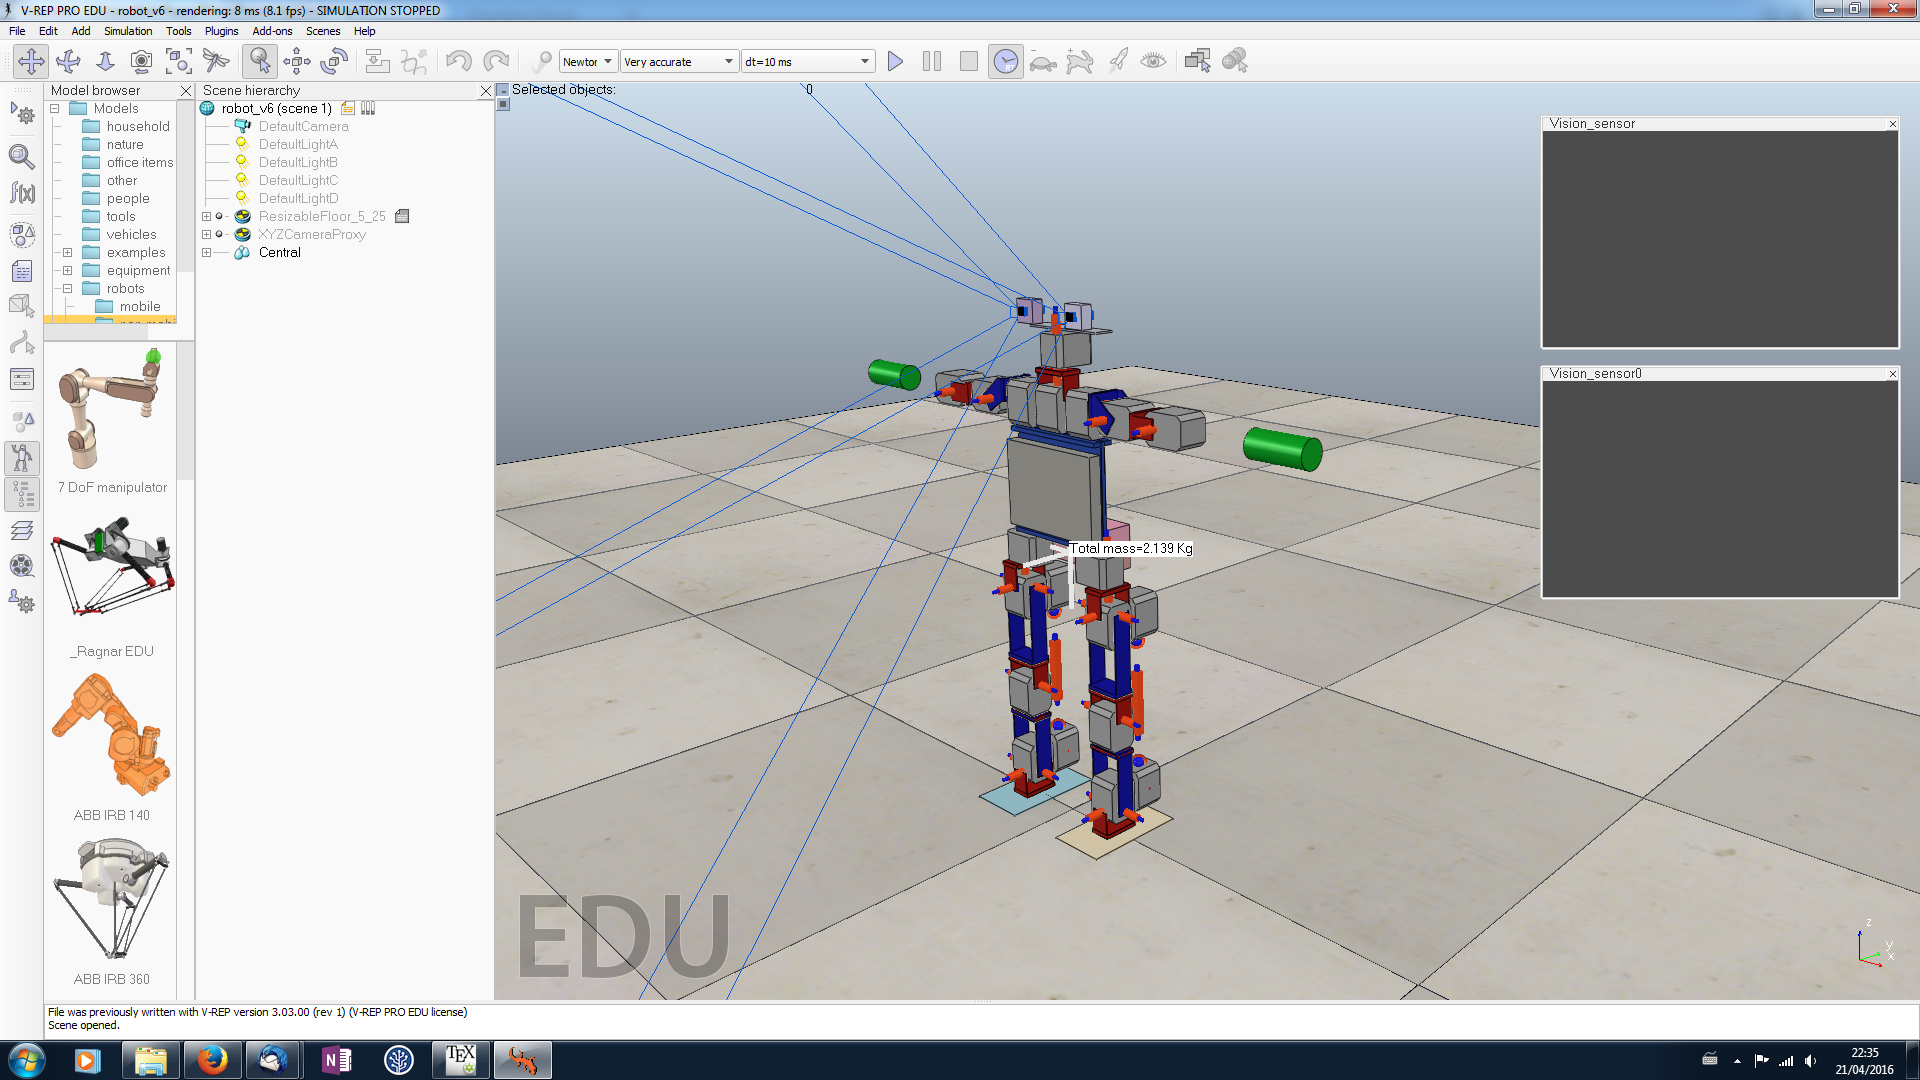 V-REP PRO EDU - robot_v6 - rendering: 8 ms (8.1 fps) - SIMULATION STOPPED
File Edit Add Simulation Tools Plugins Add-ons Scenes Help
Newtor Very accurate dt=10 ms
Model browser
Models
household
nature
office items
other
people
tools
vehicles
examples
equipment
robots
mobile
7 DoF manipulator
_Ragnar EDU
ABB IRB 140
ABB IRB 360
Scene hierarchy
robot_v6 (scene 1)
DefaultCamera
DefaultLightA
DefaultLightB
DefaultLightC
DefaultLightD
ResizableFloor_5_25
XYZCameraProxy
Central
Selected objects: 0
Vision_sensor
Vision_sensor0
Total mass=2.139 Kg
EDU
z
y
x
File was previously written with V-REP version 3.03.00 (rev 1) (V-REP PRO EDU license)
Scene opened.
TEX
22:35
21/04/2016